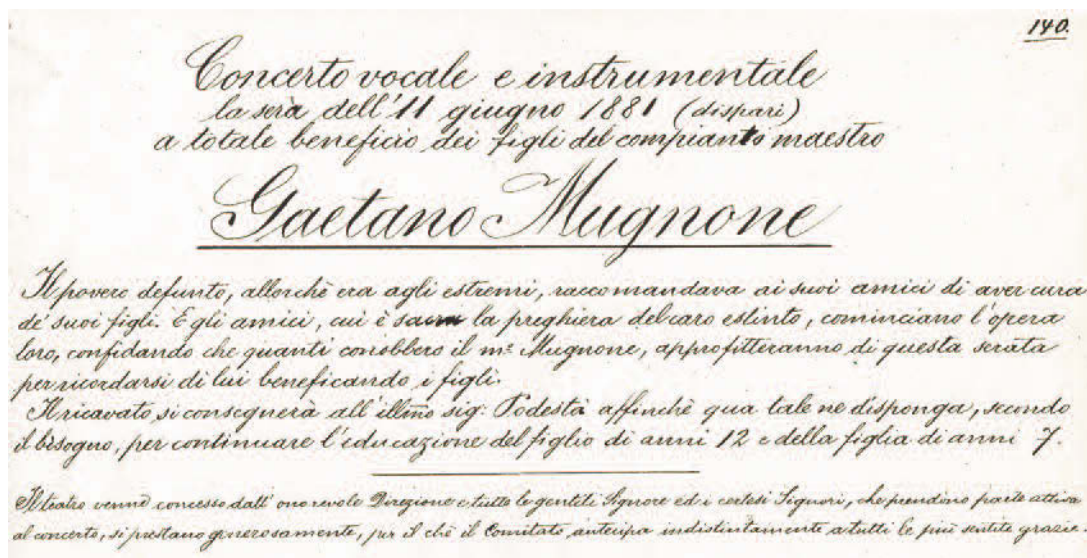 140.
Concerto vocale e instrumentale
la sera dell'11 giugno 1881 (dispari)
a totale beneficio dei figli del compianto maestro
Gaetano Mugnone
Il povero defunto, allorchè era agli estremi, raccomandava ai suoi amici di aver cura
de' suoi figli. E gli amici, cui è sacra la preghiera del caro estinto, cominciano l'opera
loro, confidando che quanti conobbero il m.º Mugnone, approfitteranno di questa serata
per ricordarsi di lui beneficando i figli.
Il ricavato si consegnerà all'illmo sig: Podestà affinchè qua tale ne disponga, secondo
il bisogno, per continuare l'educazione del figlio di anni 12 e della figlia di anni 7.
Il teatro venne concesso dall'onorevole Direzione e tutte le gentili Signore ed i cortesi Signori, che prendono parte attiva
al concerto, si prestano generosamente, per il chè il Comitato anticipa indistintamente a tutti le più sentite grazie.